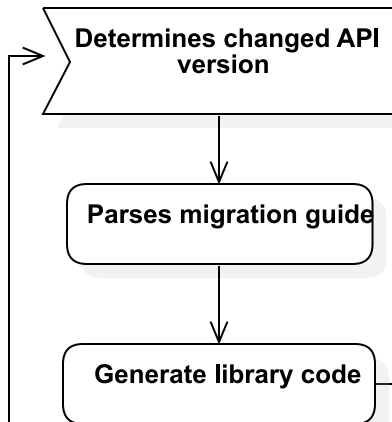 Determines changed API
version
Parses migration guide
Generate library code